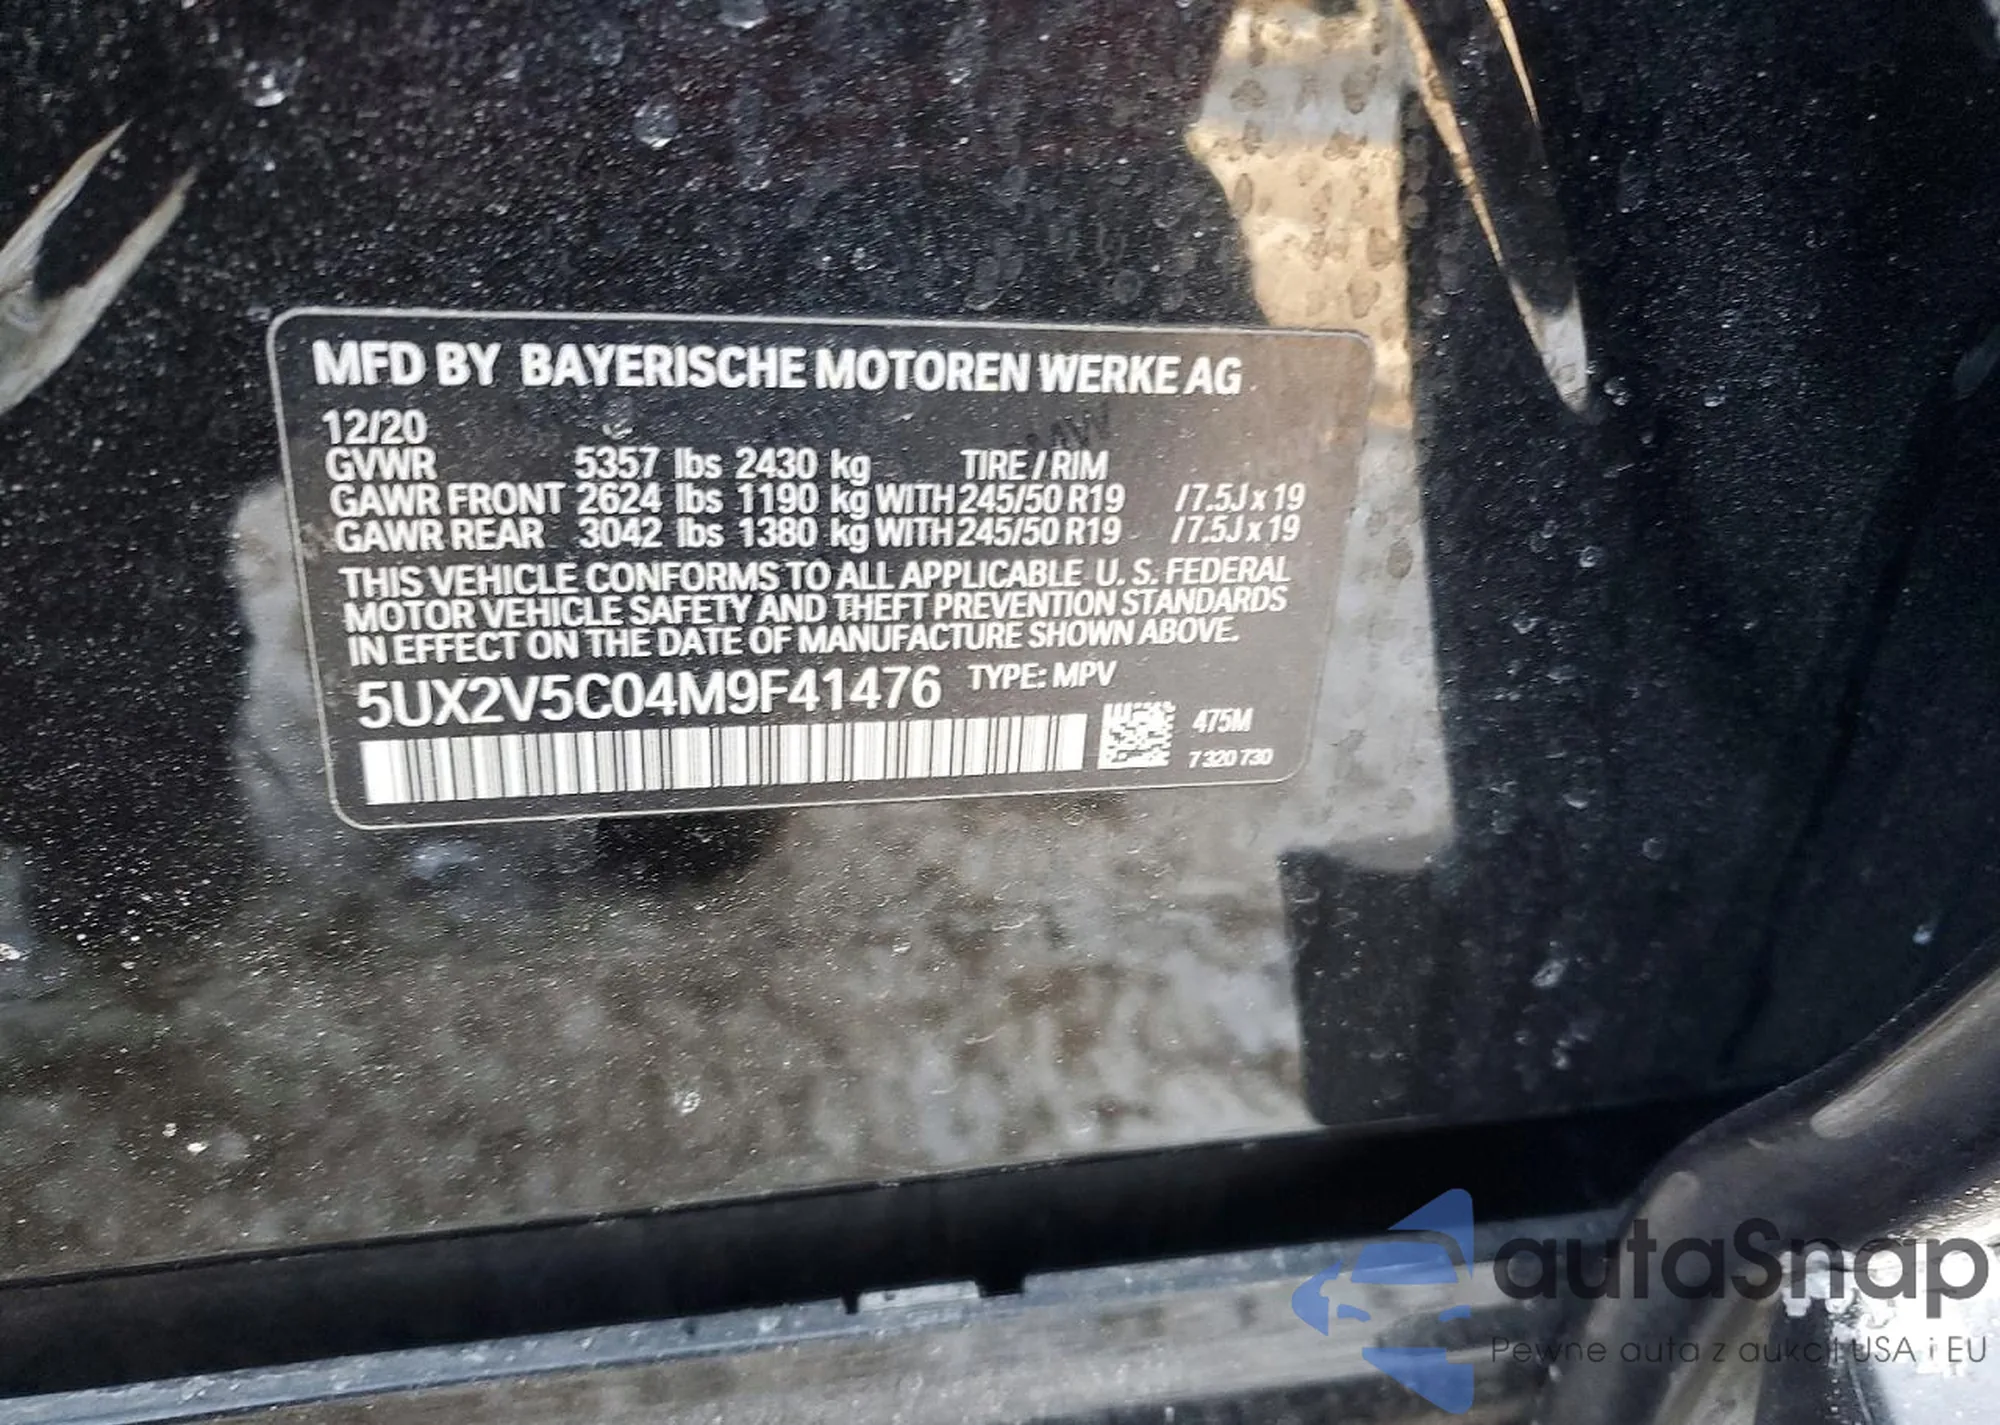 MFD BY BAYERISCHE MOTOREN WERKE AG
12/20
GVWR 5357 lbs 2430 kg TIRE / RIM
GAWR FRONT 2624 lbs 1190 kg WITH 245/50 R19 /7.5J x 19
GAWR REAR 3042 lbs 1380 kg WITH 245/50 R19 /7.5J x 19
THIS VEHICLE CONFORMS TO ALL APPLICABLE U. S. FEDERAL
MOTOR VEHICLE SAFETY AND THEFT PREVENTION STANDARDS
IN EFFECT ON THE DATE OF MANUFACTURE SHOWN ABOVE.
5UX2V5C04M9F41476 TYPE: MPV
475M
7 320 730
autaSnap
Pewne auta z aukcji USA i EU